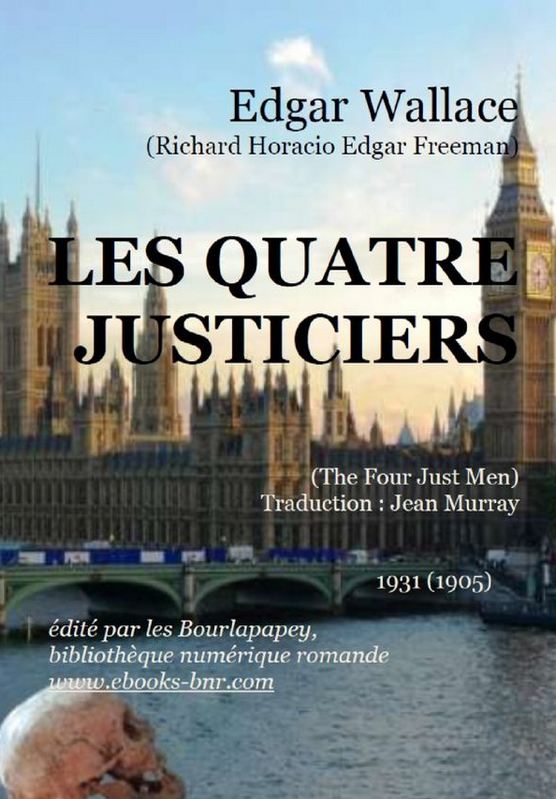 Edgar Wallace
(Richard Horacio Edgar Freeman)
LES QUATRE
JUSTICIERS
(The Four Just Men)
Traduction : Jean Murray
1931 (1905)
édité par les Bourlapapey,
bibliothèque numérique romande
www.ebooks-bnr.com